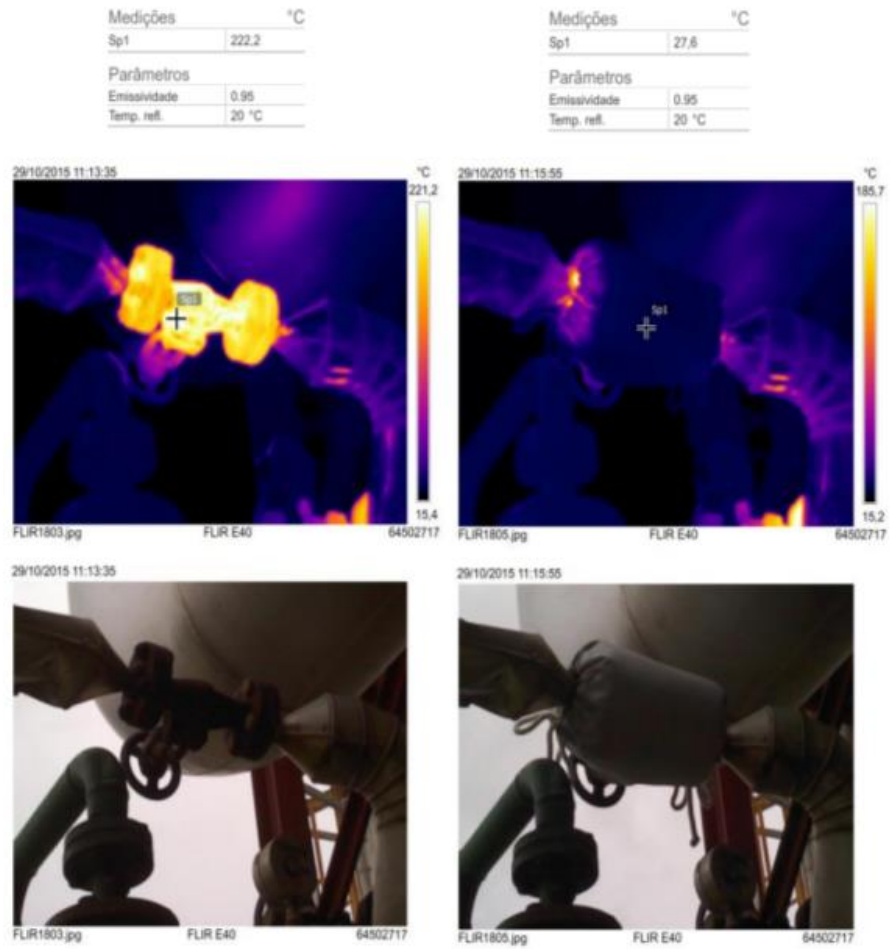 Medições °C
Sp1 222,2
Parâmetros
Emissividade 0.95
Temp. refl. 20 °C
Medições °C
Sp1 27,6
Parâmetros
Emissividade 0.95
Temp. refl. 20 °C
29/10/2015 11:13:35 °C
221,2
Sp1
15,4
FLIR1803.jpg FLIR E40 64502717
29/10/2015 11:15:55 °C
185,7
Sp1
15,2
FLIR1805.jpg FLIR E40 64502717
29/10/2015 11:13:35
FLIR1803.jpg FLIR E40 64502717
29/10/2015 11:15:55
FLIR1805.jpg FLIR E40 64502717